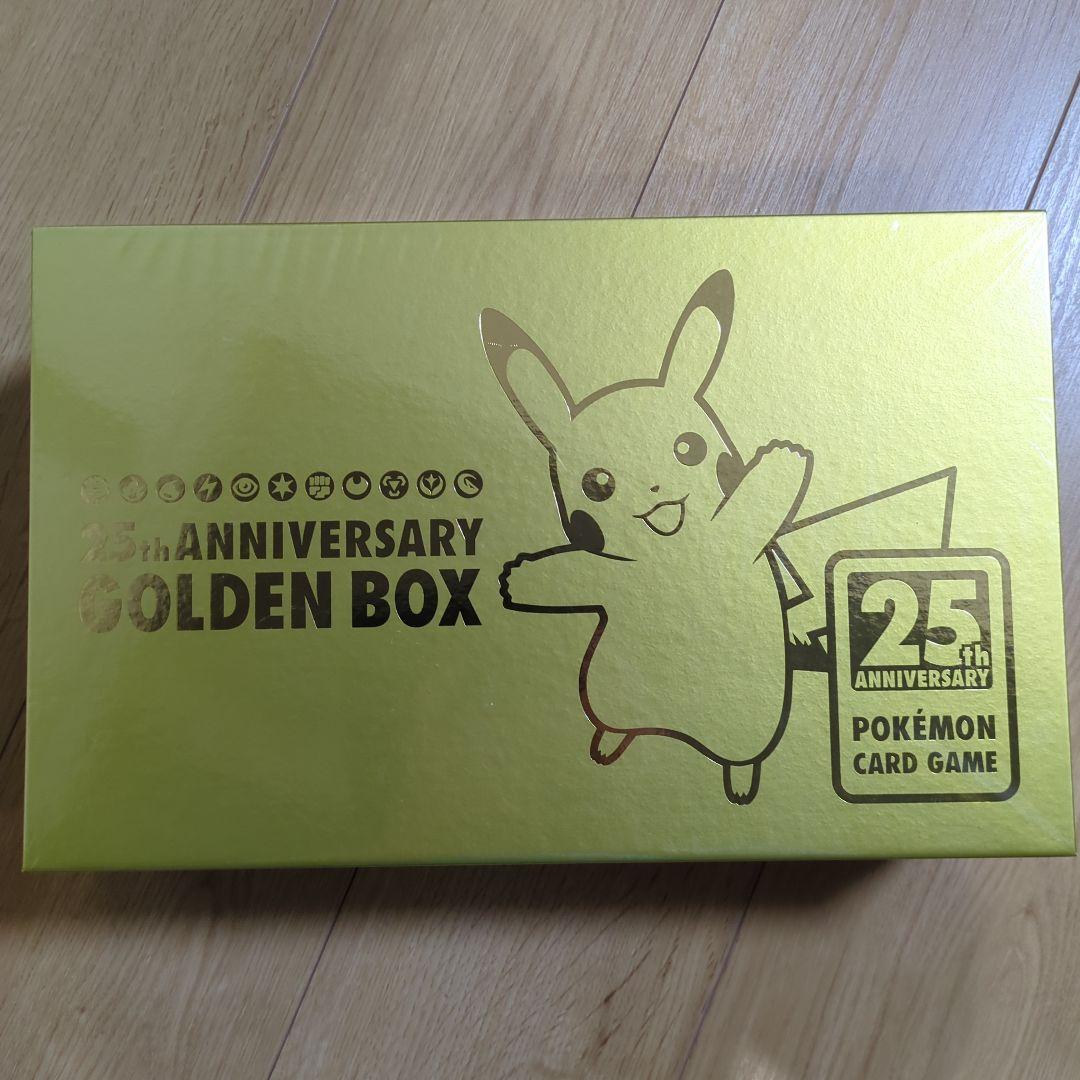 25th ANNIVERSARY
GOLDEN BOX
25th
ANNIVERSARY
POKÉMON
CARD GAME